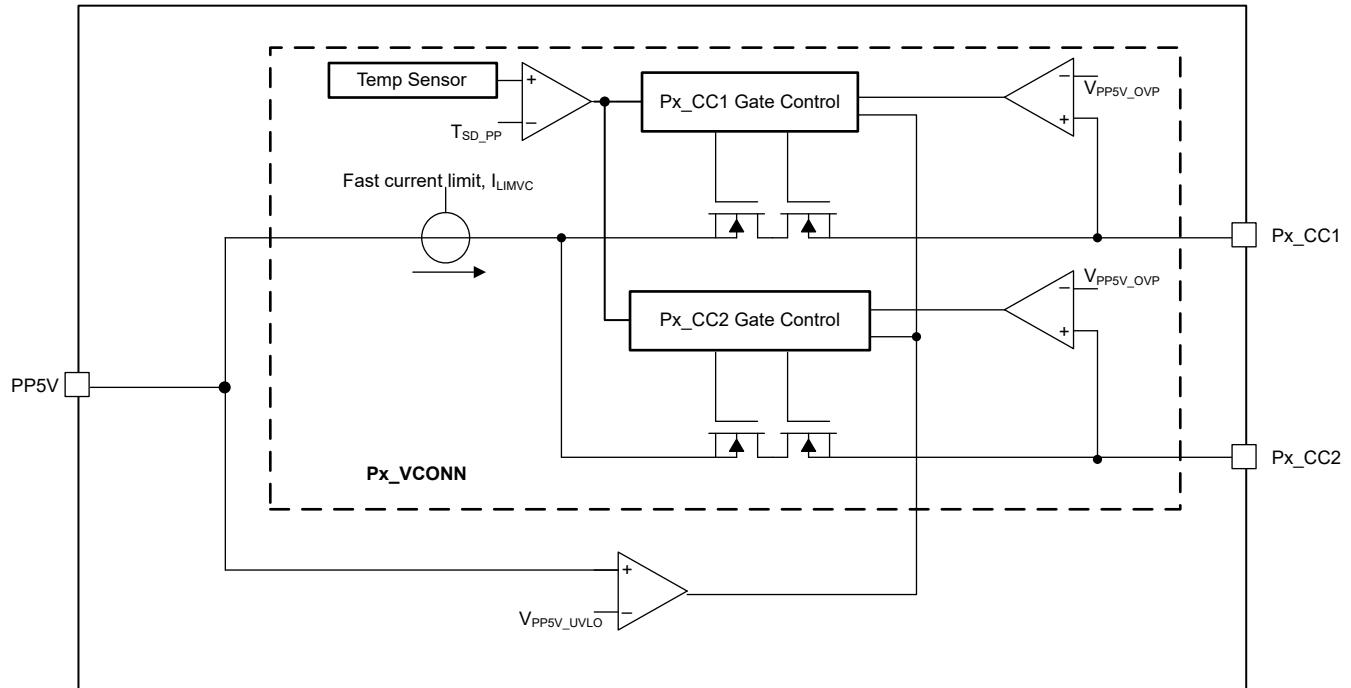 Temp Sensor
+
−
T_SD_PP
Px_CC1 Gate Control
−
V_PP5V_OVP
+
Fast current limit, I_LIMVC
Px_CC1
−
V_PP5V_OVP
+
Px_CC2 Gate Control
PP5V
Px_CC2
Px_VCONN
+
−
V_PP5V_UVLO